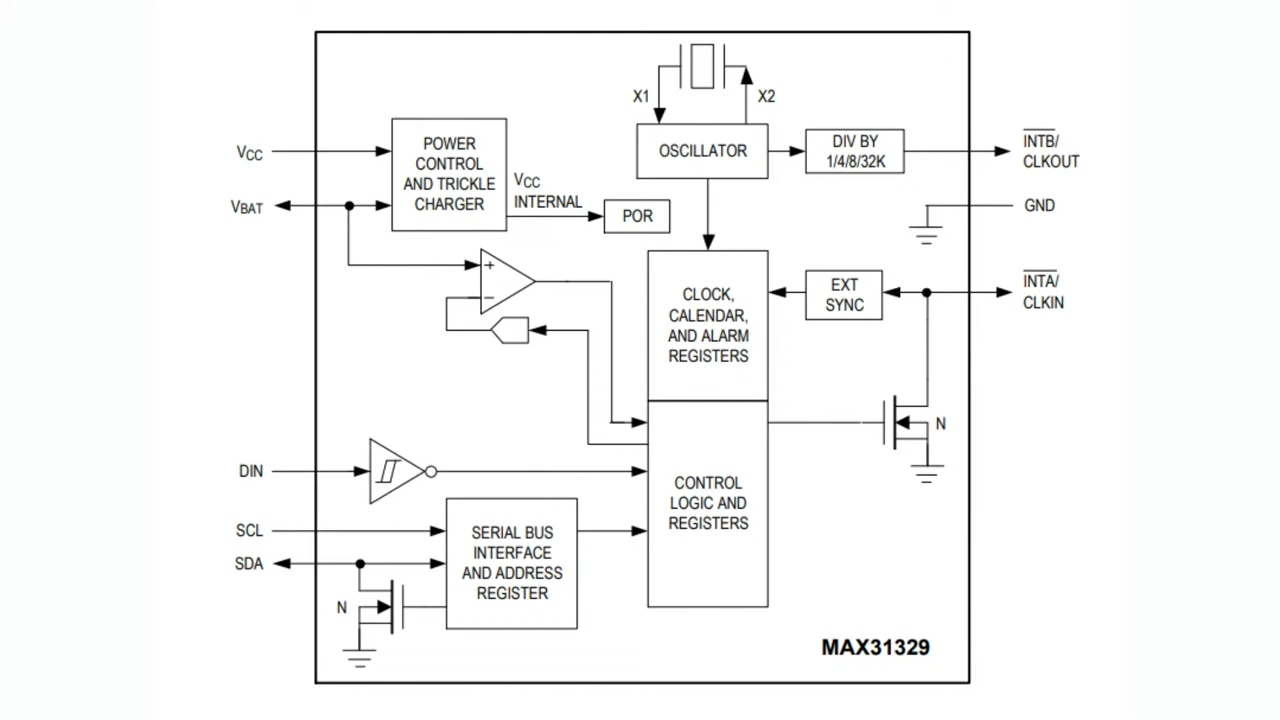 X1
X2
VCC
VBAT
POWER
CONTROL
AND TRICKLE
CHARGER
VCC
INTERNAL
POR
OSCILLATOR
DIV BY
1/4/8/32K
INTB/
CLKOUT
GND
+
−
CLOCK,
CALENDAR,
AND ALARM
REGISTERS
EXT
SYNC
INTA/
CLKIN
N
DIN
CONTROL
LOGIC AND
REGISTERS
SCL
SDA
SERIAL BUS
INTERFACE
AND ADDRESS
REGISTER
N
MAX31329